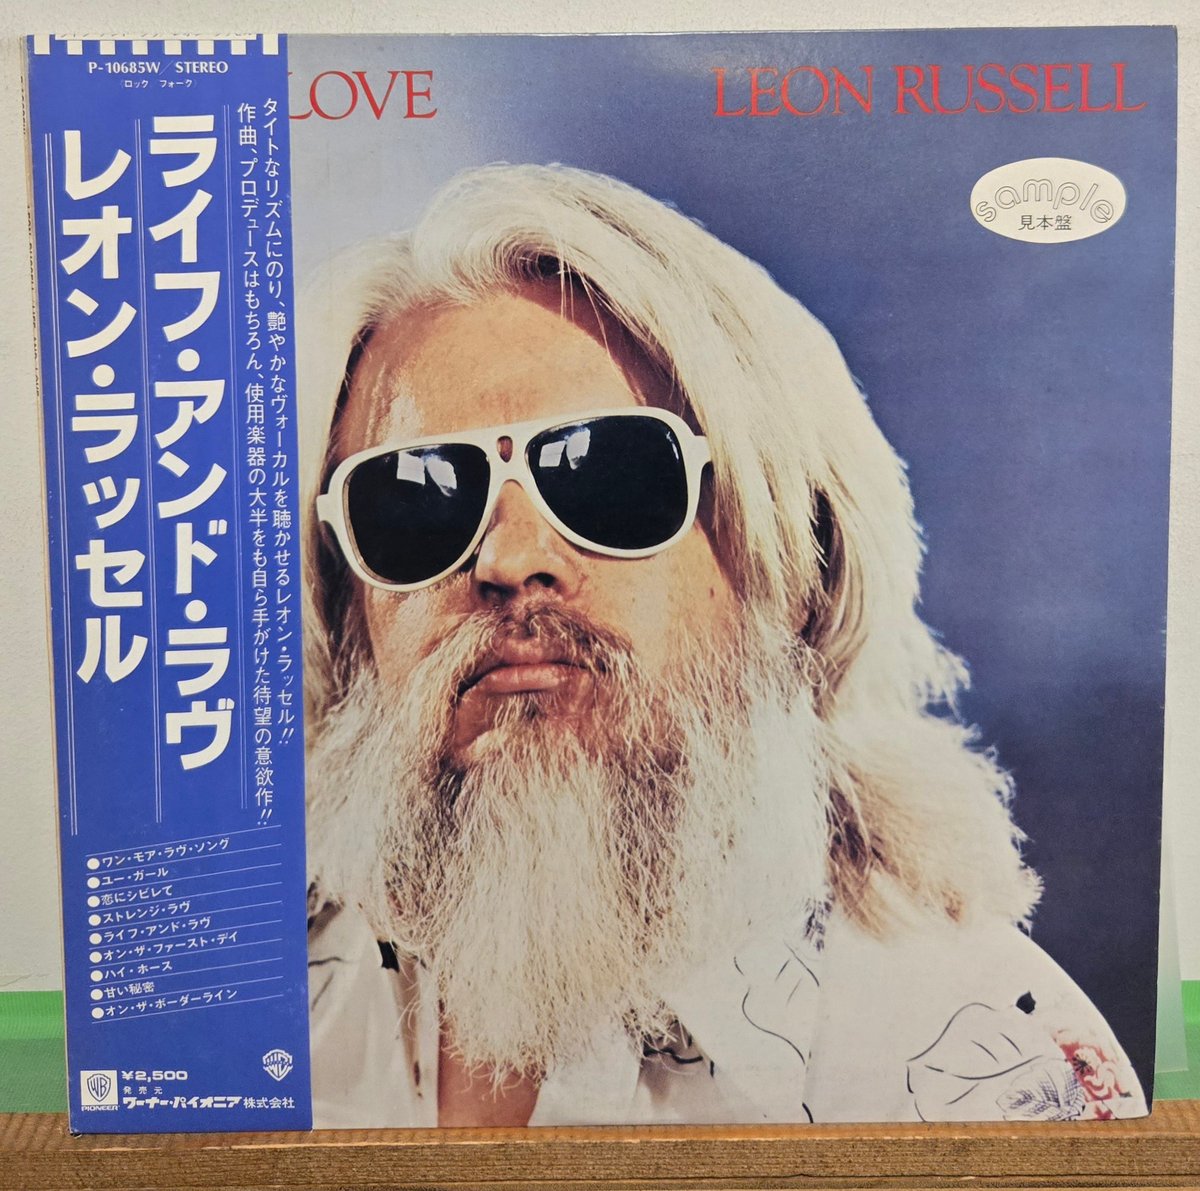 P-10685W/STEREO
(ロック フォーク)
LOVE
LEON RUSSELL
sample
見本盤
タイトなリズムにのり、艶やかなヴォーカルを聴かせるレオン・ラッセル!!
作曲、プロデュースはもちろん、使用楽器の大半をも自ら手がけた待望の意欲作!!
ライフ・アンド・ラヴ
レオン・ラッセル
●ワン・モア・ラヴ・ソング
●ユー・ガール
●恋にシビレて
●ストレンジ・ラヴ
●ライフ・アンド・ラヴ
●オン・ザ・ファースト・デイ
●ハイ・ホース
●甘い秘密
●オン・ザ・ボーダーライン
WB
PIONEER
¥2,500
発売元
ワーナー・パイオニア株式会社